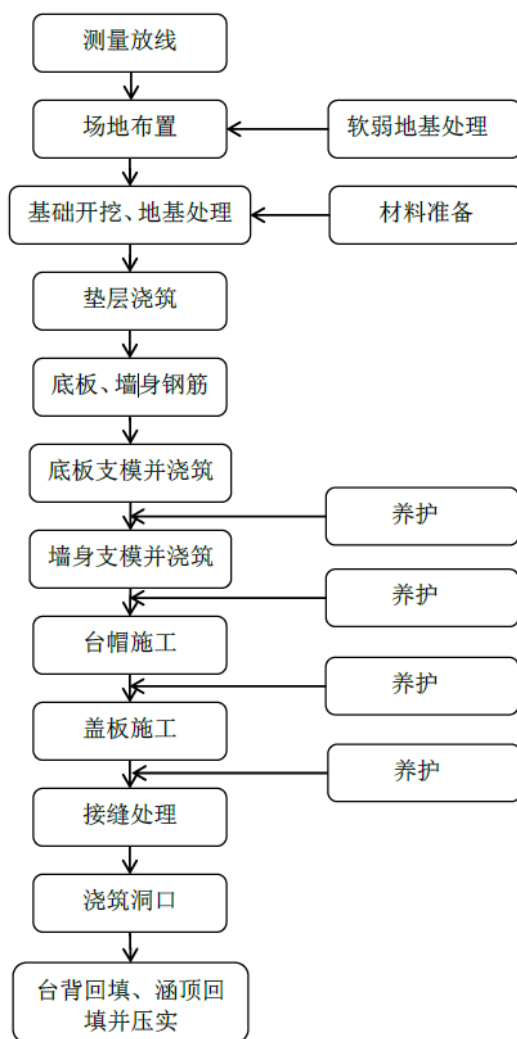 测量放线
场地布置
软弱地基处理
基础开挖、地基处理
材料准备
垫层浇筑
底板、墙身钢筋
底板支模并浇筑
养护
墙身支模并浇筑
养护
台帽施工
养护
盖板施工
养护
接缝处理
浇筑洞口
台背回填、涵顶回
填并压实